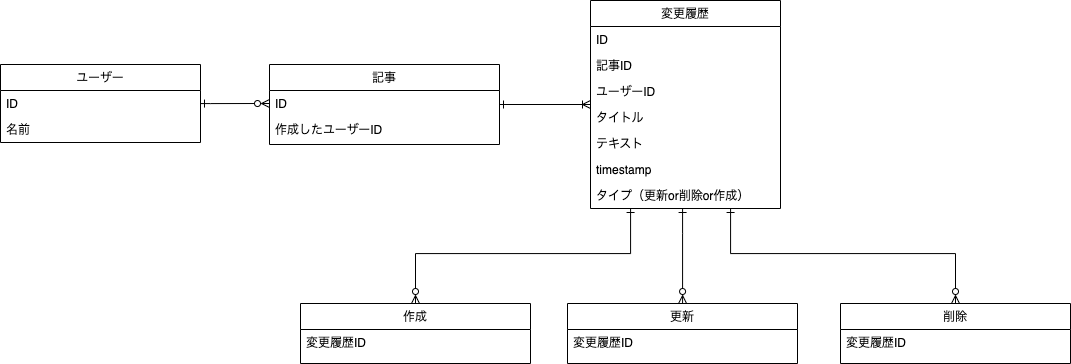 ユーザー
ID
名前
記事
ID
作成したユーザーID
変更履歴
ID
記事ID
ユーザーID
タイトル
テキスト
timestamp
タイプ（更新or削除or作成）
作成
変更履歴ID
更新
変更履歴ID
削除
変更履歴ID